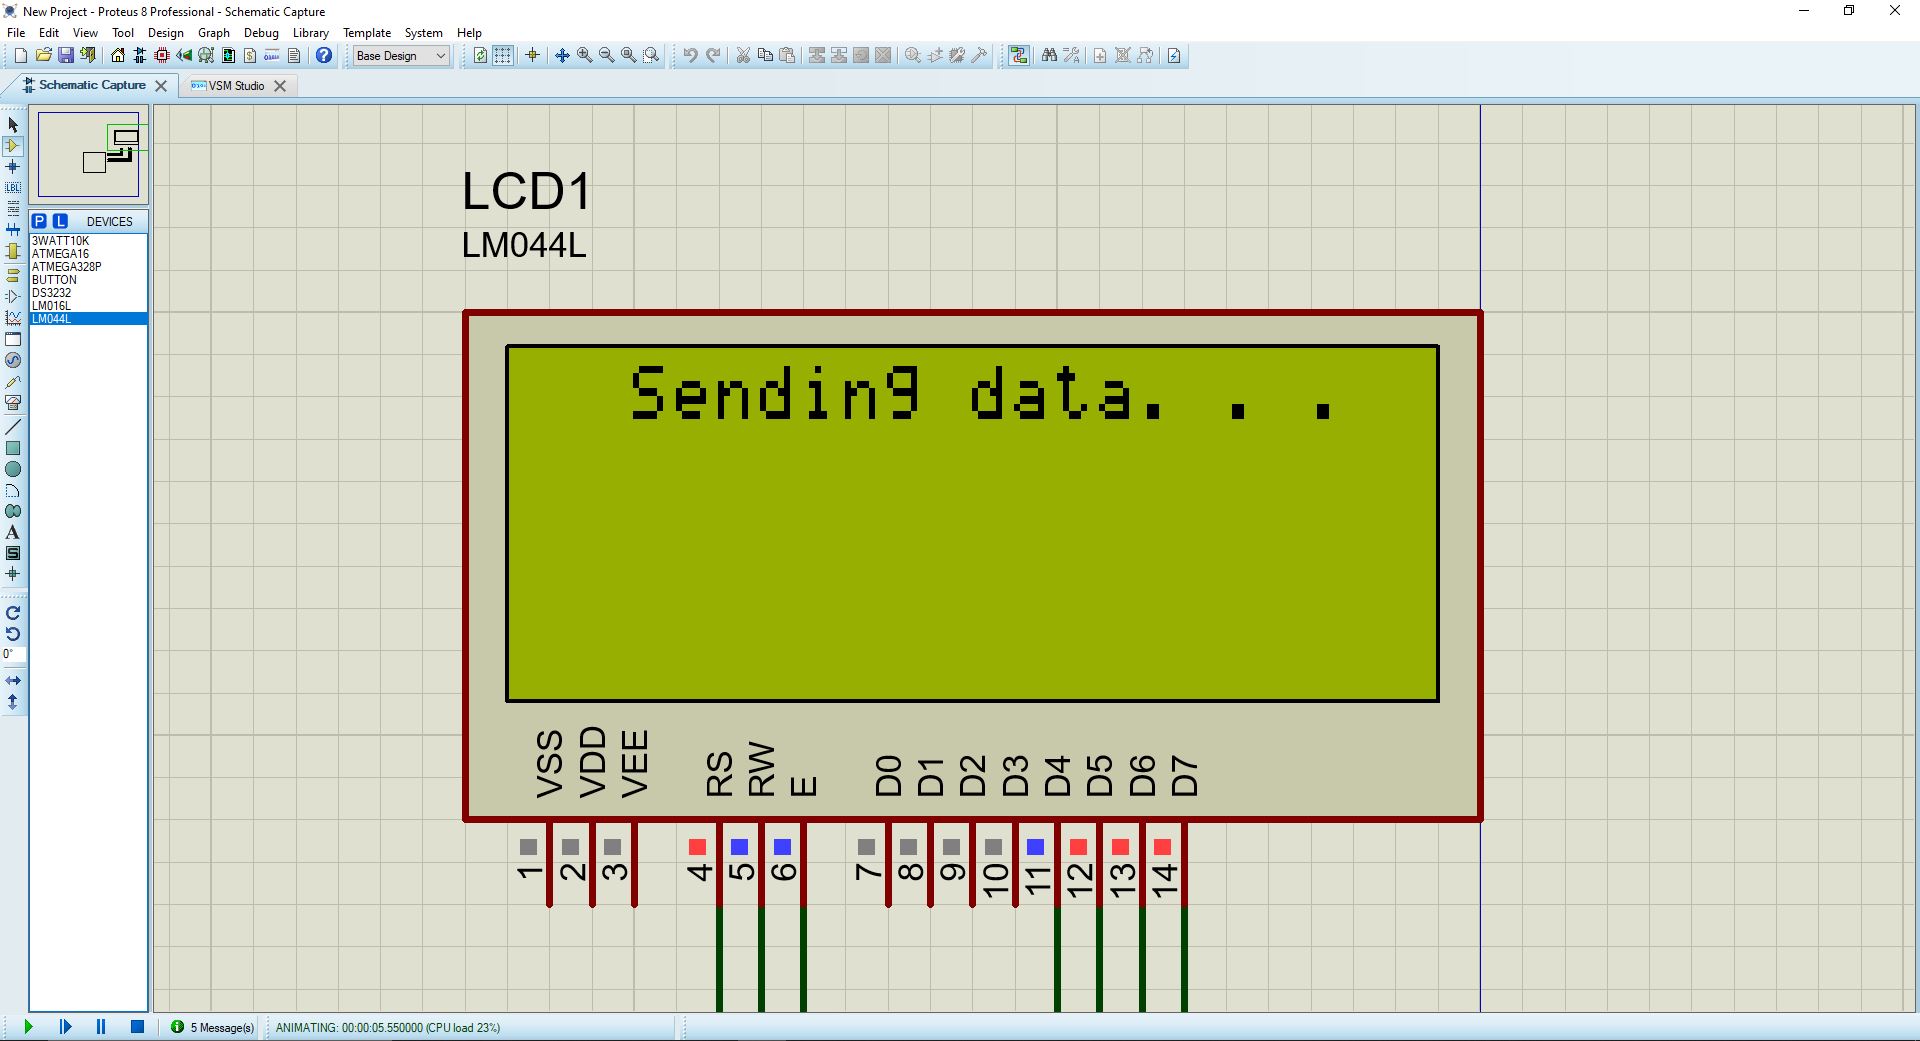 New Project - Proteus 8 Professional - Schematic Capture
File Edit View Tool Design Graph Debug Library Template System Help
Base Design
Schematic Capture VSM Studio
LBL
P L DEVICES
3WATT10K
ATMEGA16
ATMEGA328P
BUTTON
DS3232
LM016L
LM044L
A
S
0°
LCD1
LM044L
Sending data. . .
VSS VDD VEE RS RW E D0 D1 D2 D3 D4 D5 D6 D7
1 2 3 4 5 6 7 8 9 10 11 12 13 14
5 Message(s) ANIMATING: 00:00:05.550000 (CPU load 23%)